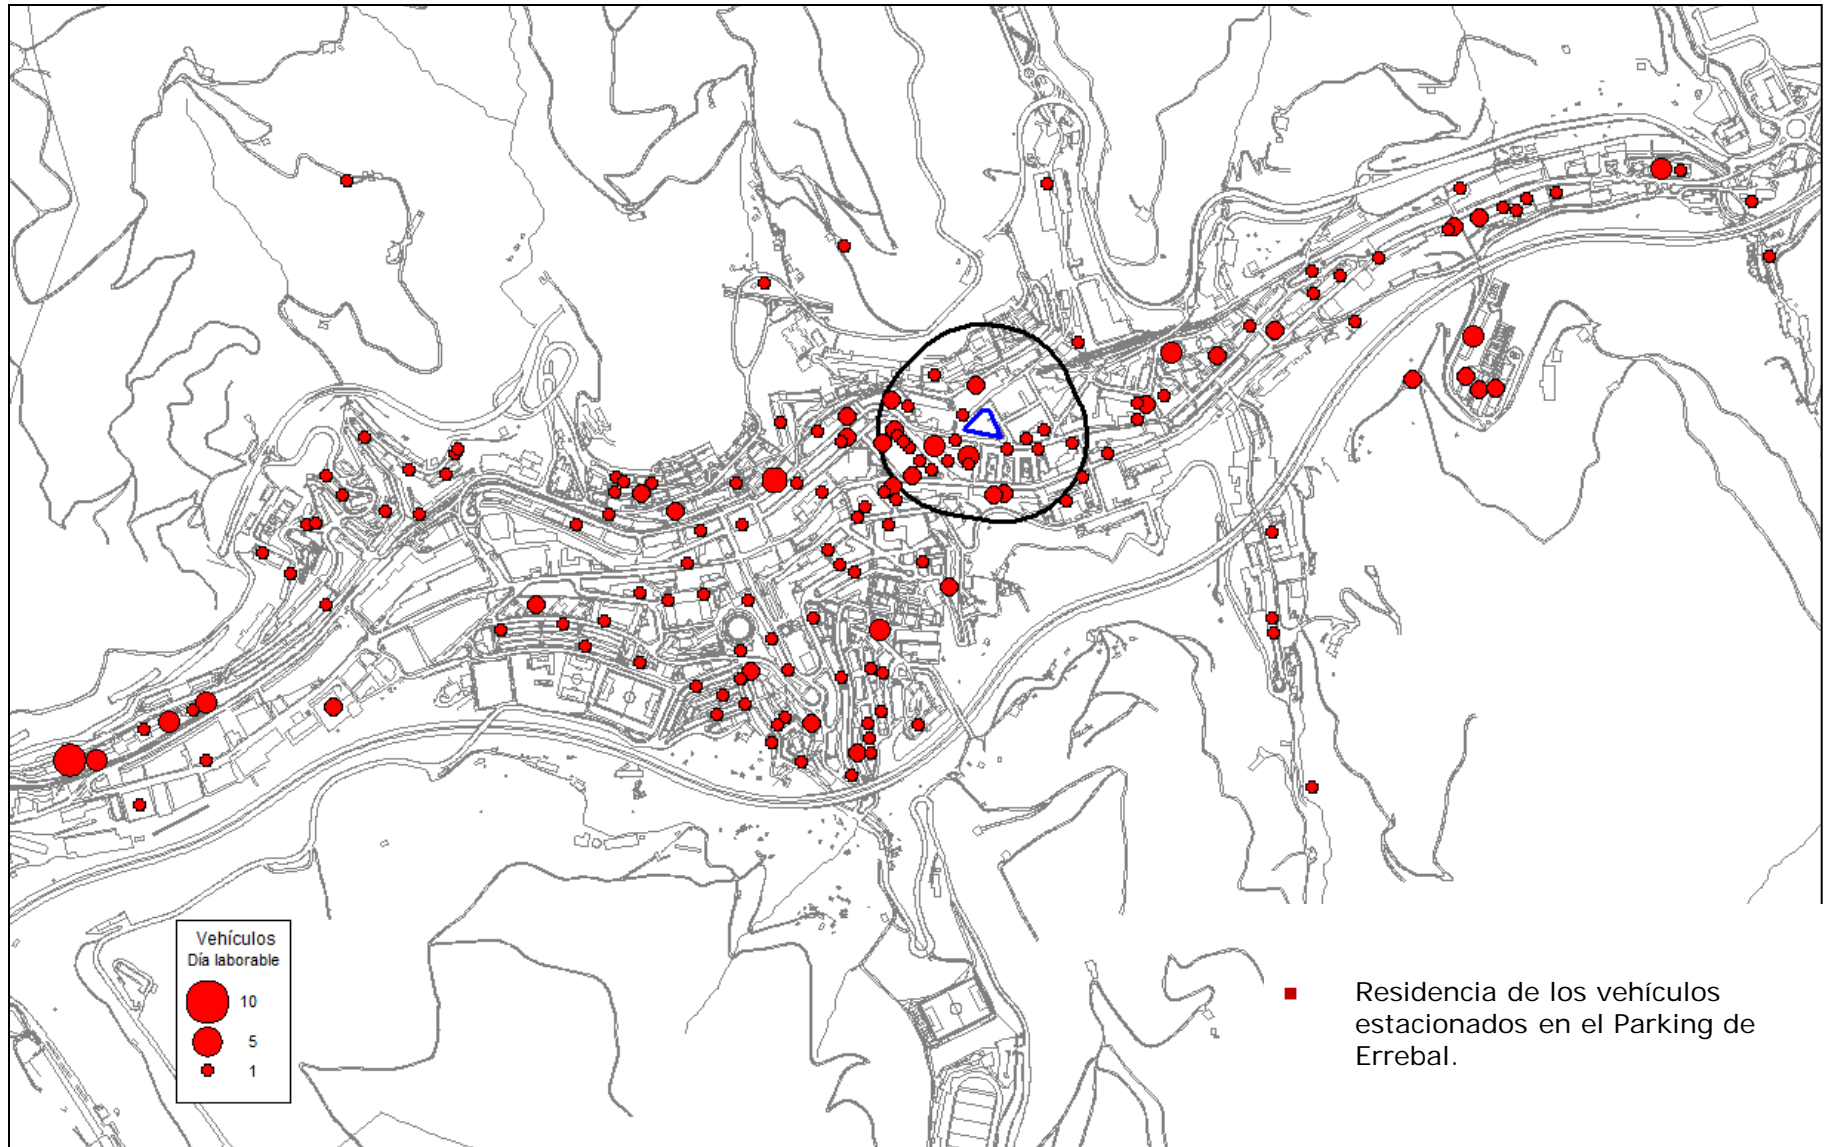 Vehículos
Día laborable
10
5
1
Residencia de los vehículos
estacionados en el Parking de
Errebal.